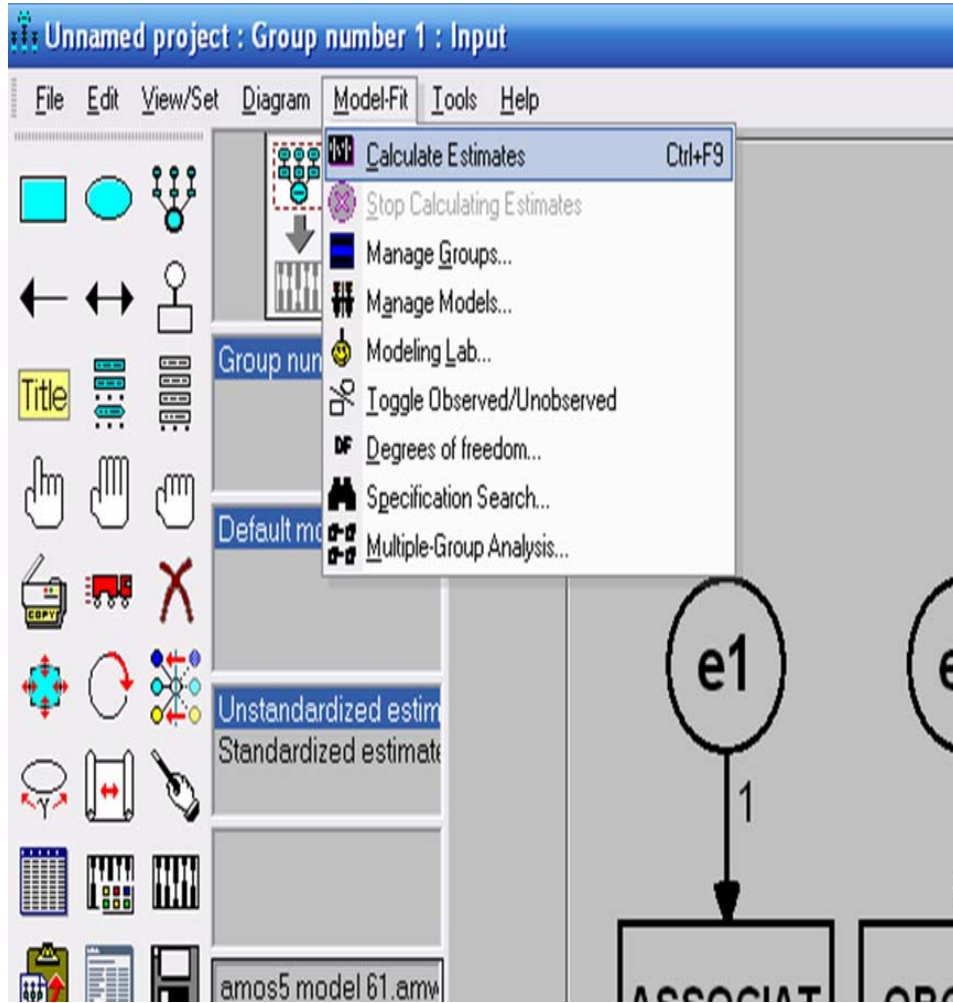 Unnamed project : Group number 1 : Input
File Edit View/Set Diagram Model-Fit Tools Help
Calculate Estimates Ctrl+F9
Stop Calculating Estimates
Manage Groups...
Manage Models...
Modeling Lab...
Toggle Observed/Unobserved
DF Degrees of freedom...
Specification Search...
Multiple-Group Analysis...
Group num
Title
Default mo
COPY
e1
Unstandardized estim
Standardized estimate
1
amos5 model 61.amw
ASSOCIAT